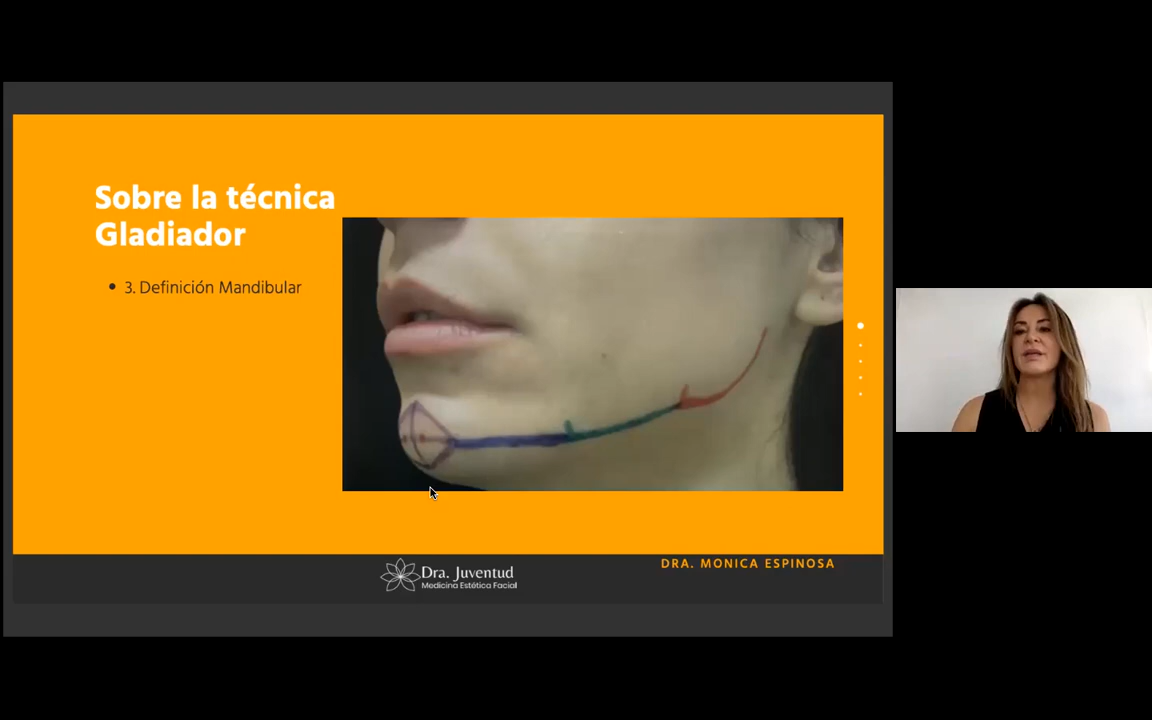 Sobre la técnica
Gladiador
• 3. Definición Mandibular
Dra. Juventud
Medicina Estética Facial
DRA. MONICA ESPINOSA